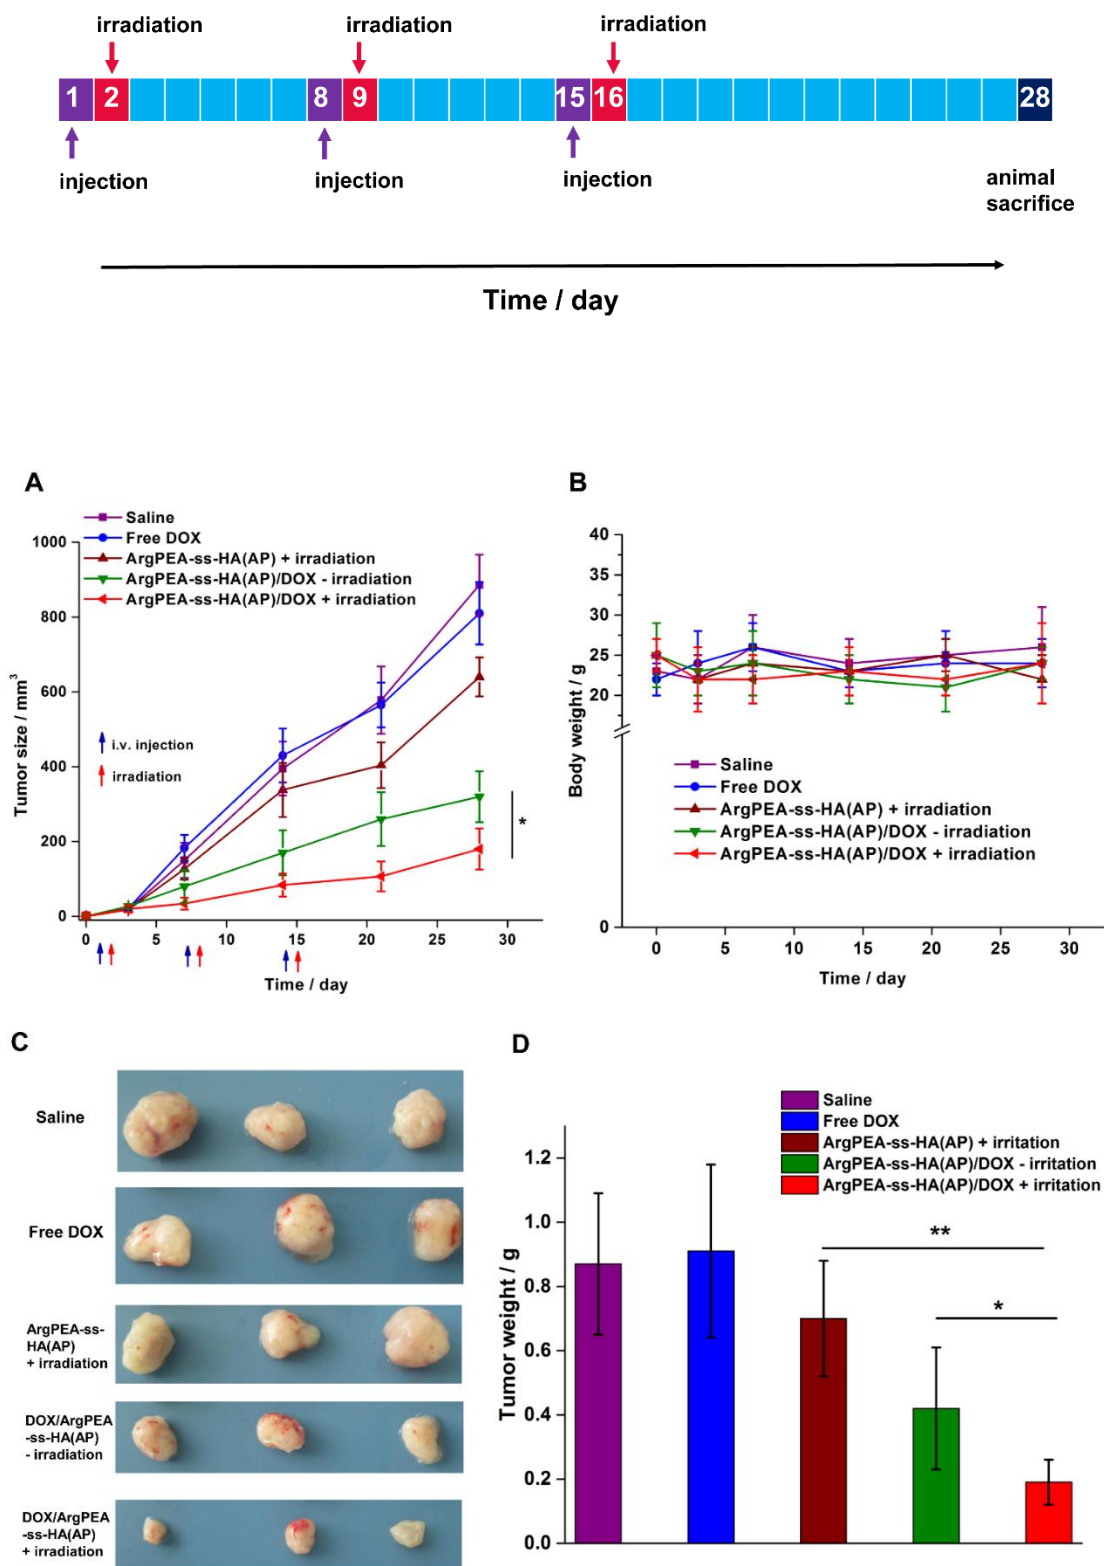 irradiation irradiation irradiation
1 2 8 9 15 16 28
injection injection injection
animal
sacrifice
Time / day
A
Saline
Free DOX
ArgPEA-ss-HA(AP) + irradiation
ArgPEA-ss-HA(AP)/DOX - irradiation
ArgPEA-ss-HA(AP)/DOX + irradiation
1000
800
600
400
200
0
Tumor size / mm³
i.v. injection
irradiation
*
0 5 10 15 20 25 30
Time / day
B
40
35
30
25
20
0
Body weight / g
Saline
Free DOX
ArgPEA-ss-HA(AP) + irradiation
ArgPEA-ss-HA(AP)/DOX - irradiation
ArgPEA-ss-HA(AP)/DOX + irradiation
0 5 10 15 20 25 30
Time / day
C
Saline
Free DOX
ArgPEA-ss-
HA(AP)
+ irradiation
DOX/ArgPEA
-ss-HA(AP)
- irradiation
DOX/ArgPEA
-ss-HA(AP)
+ irradiation
D
Saline
Free DOX
ArgPEA-ss-HA(AP) + irritation
ArgPEA-ss-HA(AP)/DOX - irritation
ArgPEA-ss-HA(AP)/DOX + irritation
1.2
1.0
0.8
0.6
0.4
0.2
0.0
Tumor weight / g
**
*